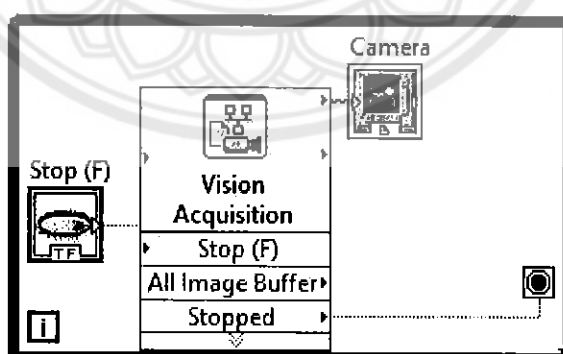 Camera
Stop (F)
TF
Vision
Acquisition
Stop (F)
All Image Buffer
Stopped
i